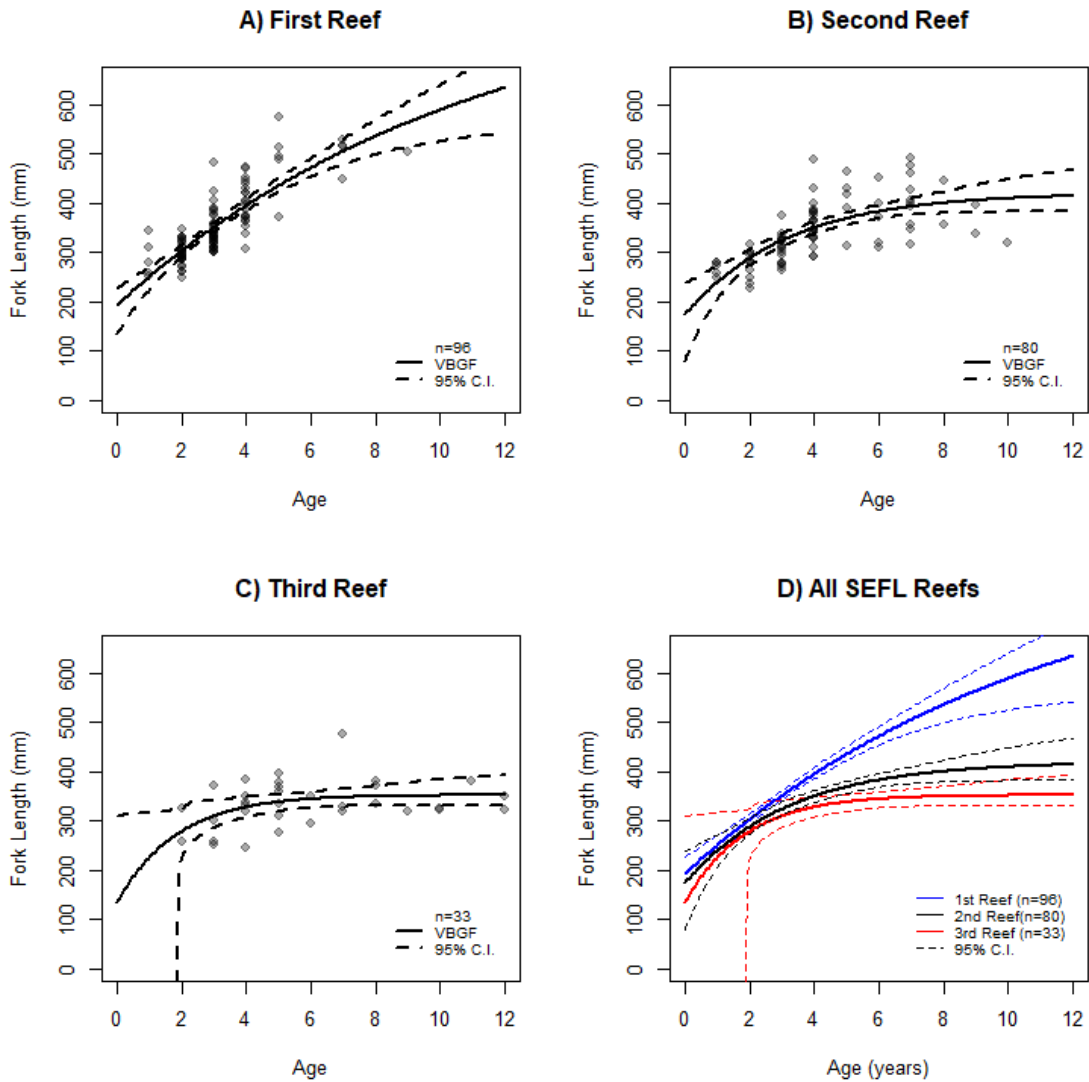 A) First Reef
Fork Length (mm)
600
500
400
300
200
100
0
n=96
VBGF
95% C.I.
0 2 4 6 8 10 12
Age
B) Second Reef
Fork Length (mm)
600
500
400
300
200
100
0
n=80
VBGF
95% C.I.
0 2 4 6 8 10 12
Age
C) Third Reef
Fork Length (mm)
600
500
400
300
200
100
0
n=33
VBGF
95% C.I.
0 2 4 6 8 10 12
Age
D) All SEFL Reefs
Fork Length (mm)
600
500
400
300
200
100
0
1st Reef (n=96)
2nd Reef(n=80)
3rd Reef (n=33)
95% C.I.
0 2 4 6 8 10 12
Age (years)